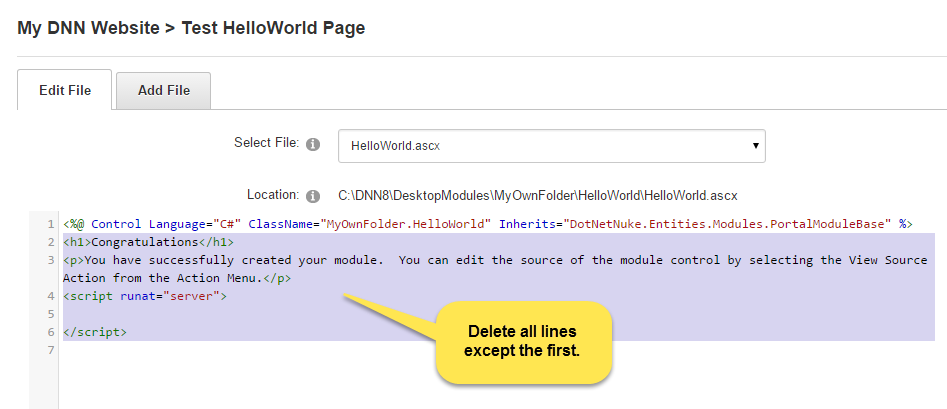 My DNN Website > Test HelloWorld Page
Edit File
Add File
Select File:
HelloWorld.ascx
Location:
C:\DNN8\DesktopModules\MyOwnFolder\HelloWorld\HelloWorld.ascx
1 <%@ Control Language="C#" ClassName="MyOwnFolder.HelloWorld" Inherits="DotNetNuke.Entities.Modules.PortalModuleBase" %>
2 <h1>Congratulations</h1>
3 <p>You have successfully created your module.  You can edit the source of the module control by selecting the View Source
Action from the Action Menu.</p>
4 <script runat="server">
5
6 </script>
7
Delete all lines
except the first.